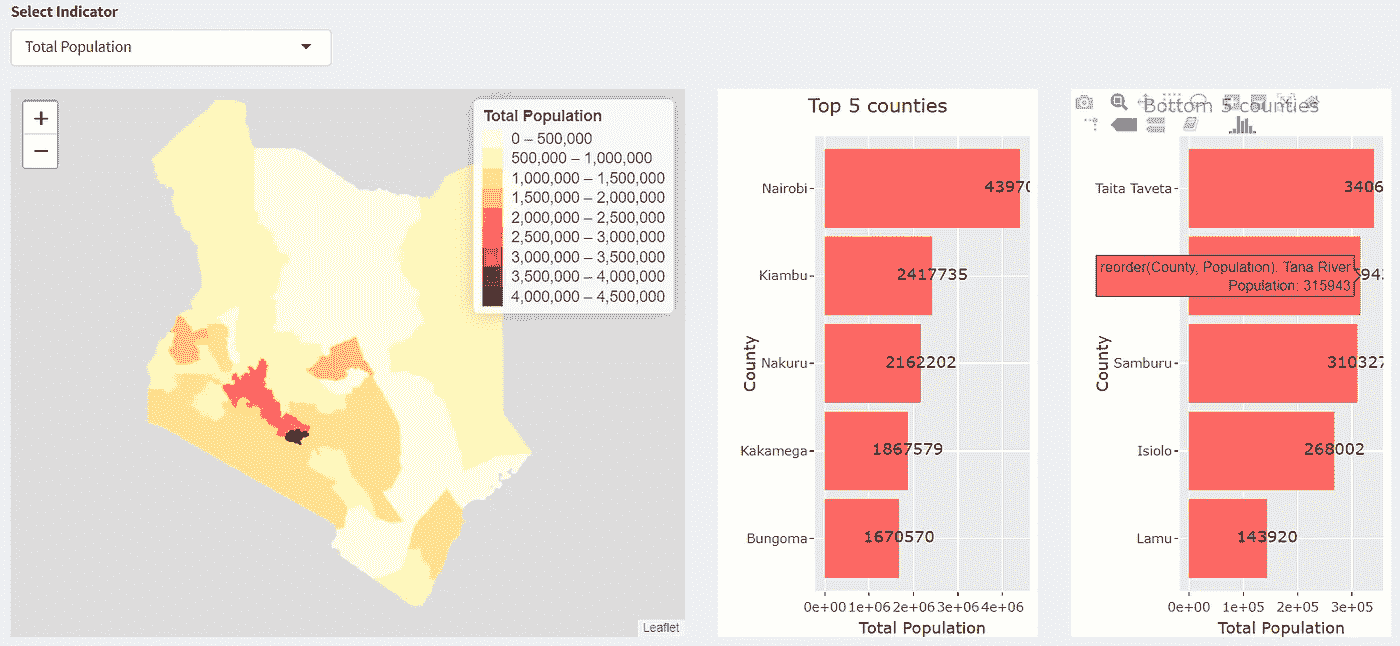 Select Indicator
Total Population
+
−
Total Population
0 – 500,000
500,000 – 1,000,000
1,000,000 – 1,500,000
1,500,000 – 2,000,000
2,000,000 – 2,500,000
2,500,000 – 3,000,000
3,000,000 – 3,500,000
3,500,000 – 4,000,000
4,000,000 – 4,500,000
Leaflet
Top 5 counties
County
Nairobi
43970
Kiambu
2417735
Nakuru
2162202
Kakamega
1867579
Bungoma
1670570
0e+00 1e+06 2e+06 3e+06 4e+06
Total Population
Bottom 5 counties
County
Taita Taveta
3406
reorder(County, Population). Tana River
Population: 315943
Samburu
310327
Isiolo
268002
Lamu
143920
0e+00 1e+05 2e+05 3e+05
Total Population